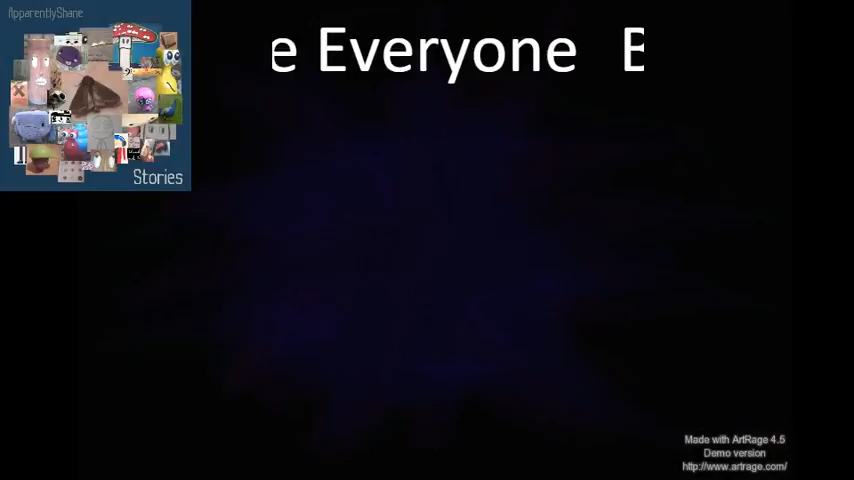 ApparentlyShane
e Everyone B
Stories
Made with ArtRage 4.5
Demo version
http://www.artrage.com/